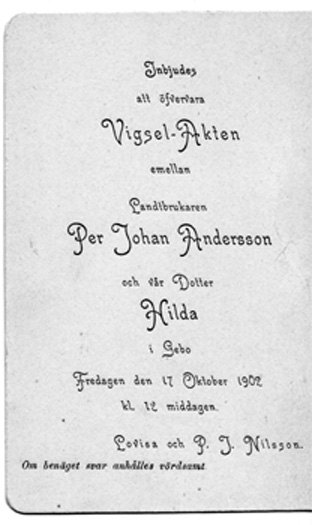 Inbjudes
att öfvervara
Vigsel-Akten
emellan
Landtbrukaren
Per Johan Andersson
och vår Dotter
Hilda
i Gebo
Fredagen den 17 Oktober 1902
kl. 12 middagen.
Lovisa och P. J. Nilsson.
Om benäget svar anhålles vördsamt